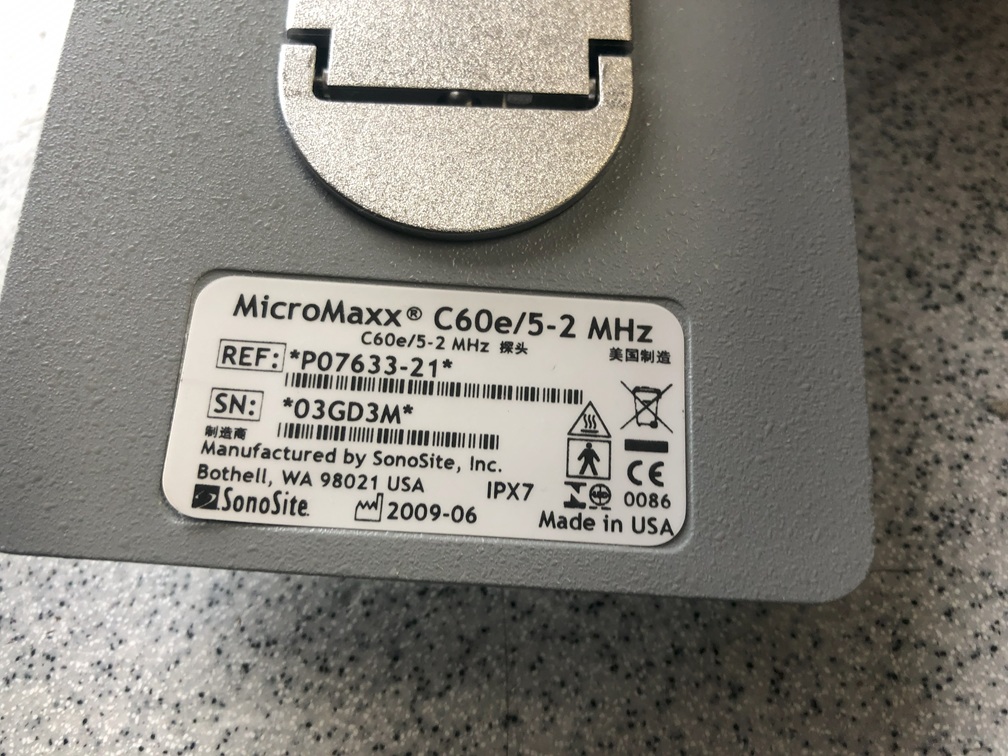 MicroMaxx® C60e/5-2 MHz
C60e/5-2 MHz 探头 美国制造
REF: *P07633-21*
SN: *03GD3M*
制造商
Manufactured by SonoSite, Inc.
Bothell, WA 98021 USA
IPX7
CE 0086
SonoSite
2009-06
Made in USA